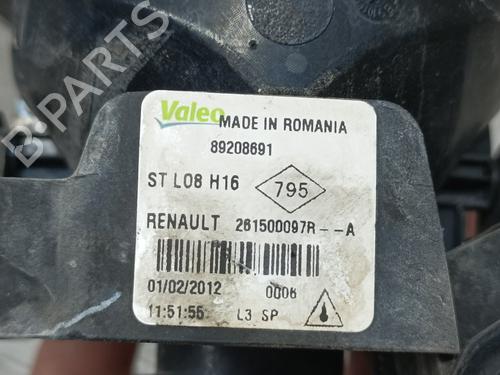 B-PARTS
Valeo
MADE IN ROMANIA
89208691
ST L08 H16
795
RENAULT 261500097R--A
01/02/2012 0006
11:51:55 L3 SP